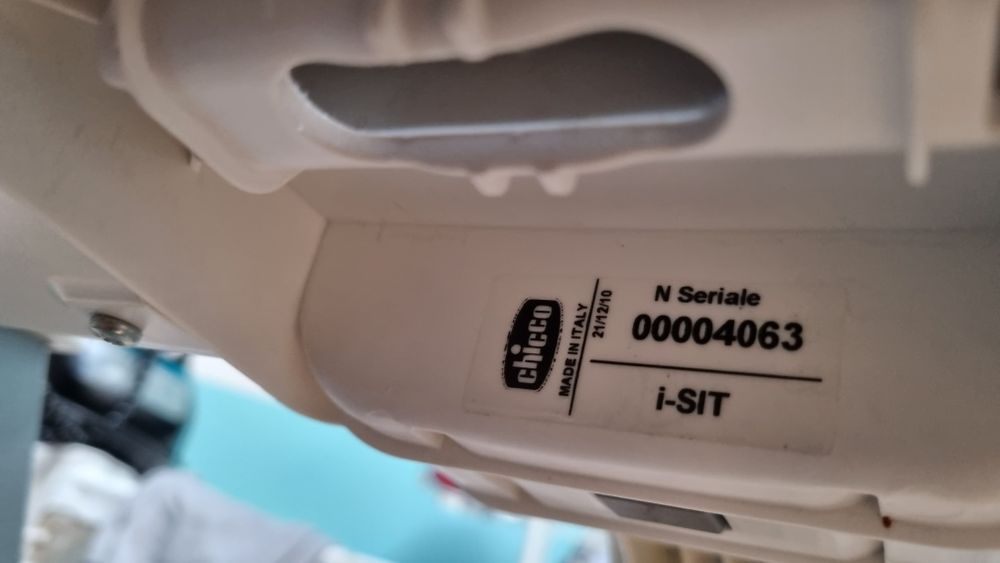 chicco
MADE IN ITALY
21/12/10
N Seriale
00004063
i-SIT